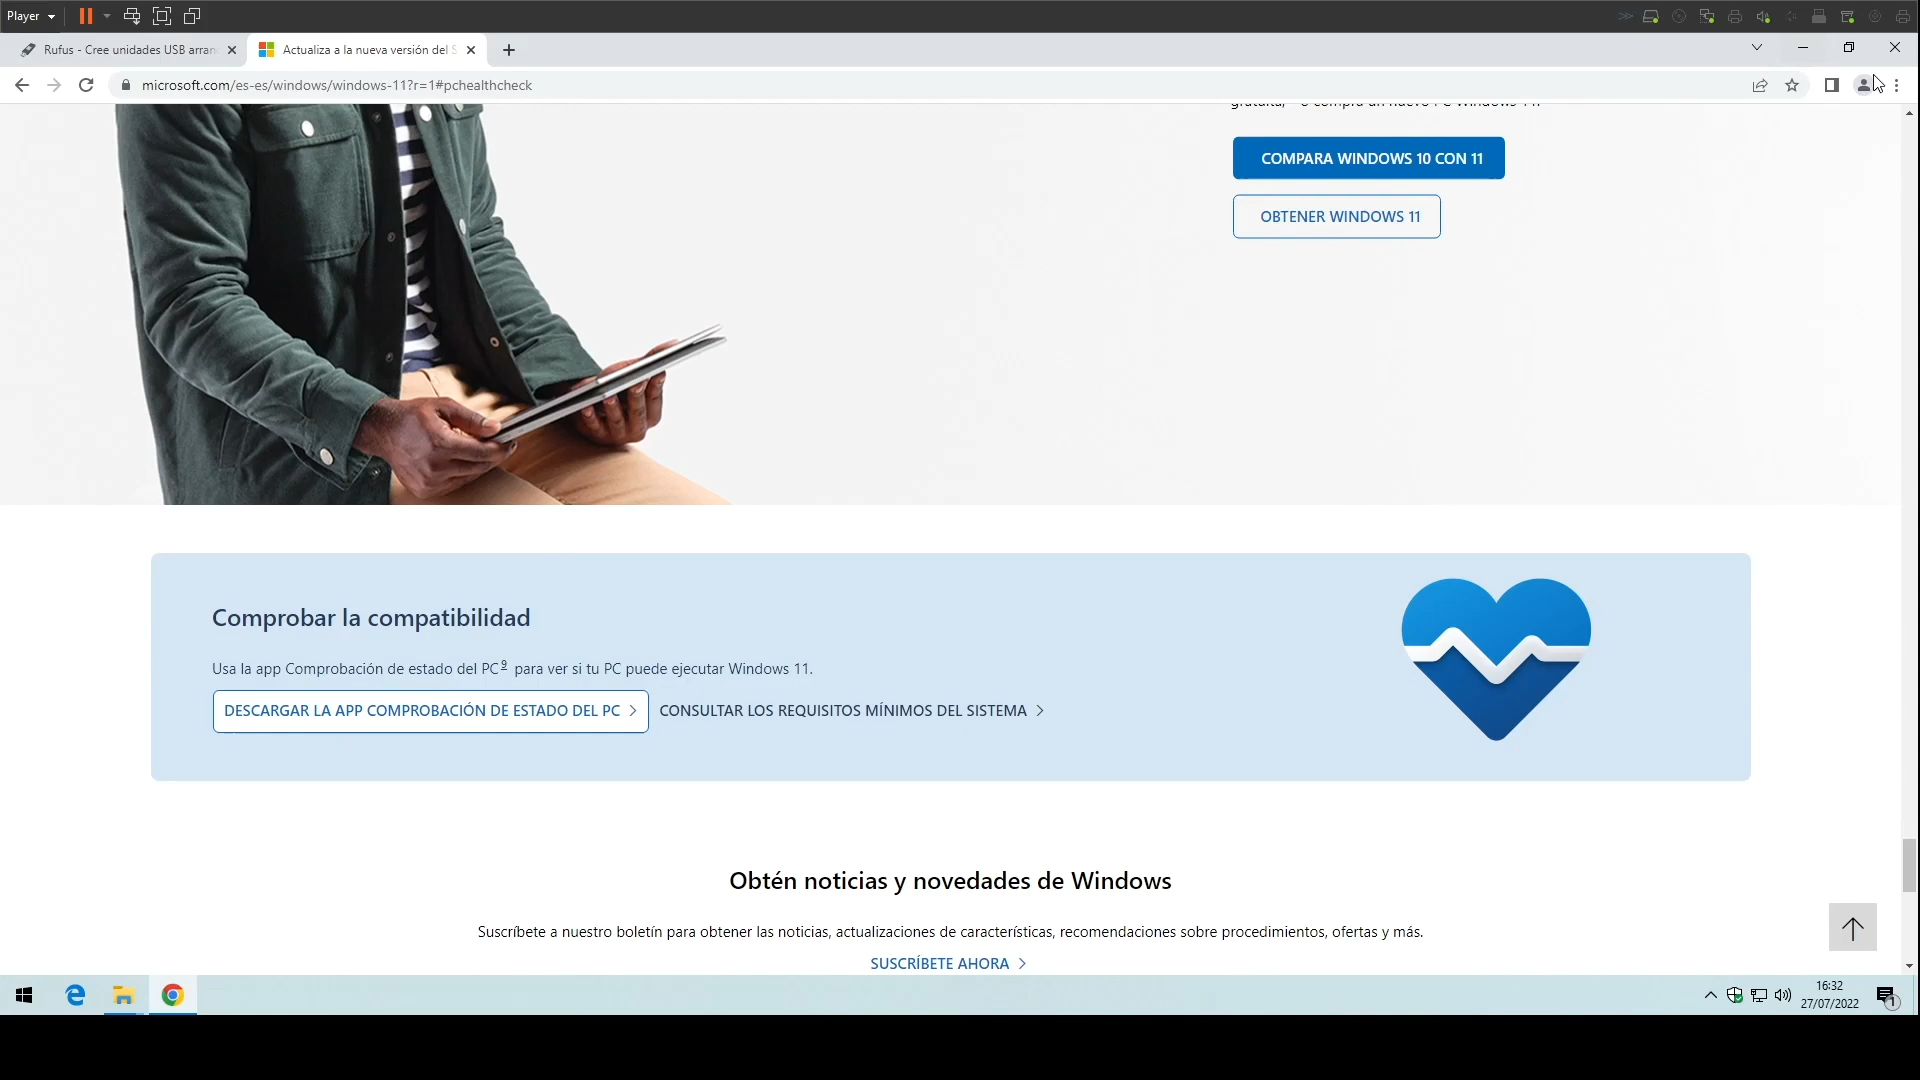 Player
Rufus - Cree unidades USB arran
Actualiza a la nueva versión del S
microsoft.com/es-es/windows/windows-11?r=1#pchealthcheck
COMPARA WINDOWS 10 CON 11
OBTENER WINDOWS 11
Comprobar la compatibilidad
Usa la app Comprobación de estado del PC9 para ver si tu PC puede ejecutar Windows 11.
DESCARGAR LA APP COMPROBACIÓN DE ESTADO DEL PC
CONSULTAR LOS REQUISITOS MÍNIMOS DEL SISTEMA
Obtén noticias y novedades de Windows
Suscríbete a nuestro boletín para obtener las noticias, actualizaciones de características, recomendaciones sobre procedimientos, ofertas y más.
SUSCRÍBETE AHORA
16:32
27/07/2022
1